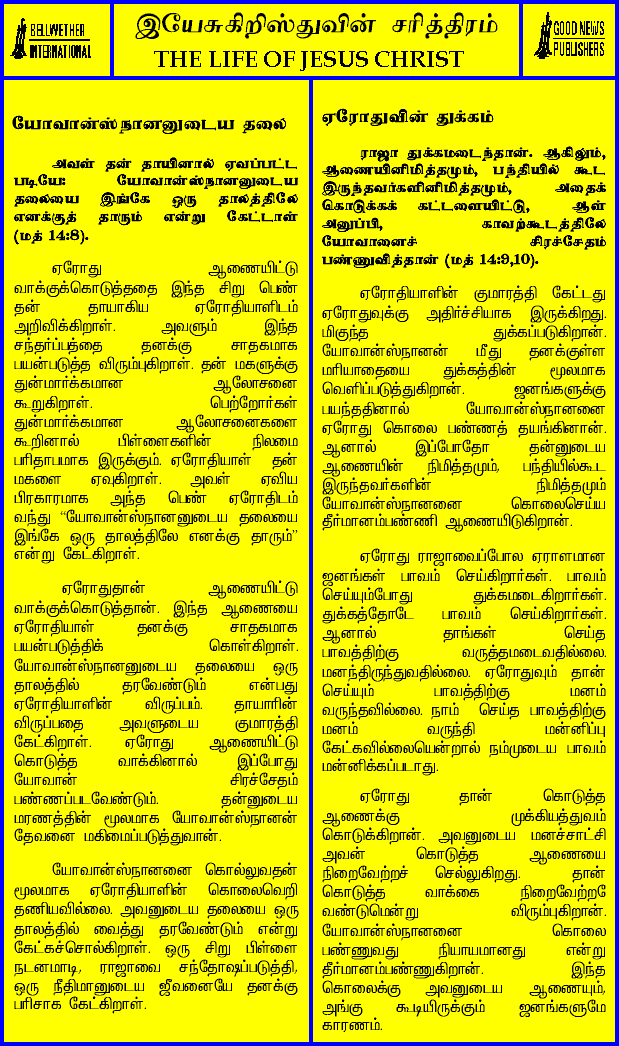 BELLWETHER
INTERNATIONAL
இயேசுகிறிஸ்துவின் சரித்திரம்
THE LIFE OF JESUS CHRIST
GOOD NEWS
PUBLISHERS
யோவான்ஸ்நானனுடைய தலை
அவள் தன் தாயினால் ஏவப்பட்ட
படியே: யோவான்ஸ்நானனுடைய
தலையை இங்கே ஒரு தாலத்திலே
எனக்குத் தாரும் என்று கேட்டாள்
(மத் 14:8).
ஏரோது ஆணையிட்டு
வாக்குக்கொடுத்ததை இந்த சிறு பெண்
தன் தாயாகிய ஏரோதியாளிடம்
அறிவிக்கிறாள். அவளும் இந்த
சந்தர்ப்பத்தை தனக்கு சாதகமாக
பயன்படுத்த விரும்புகிறாள். தன் மகளுக்கு
துன்மார்க்கமான ஆலோசனை
கூறுகிறாள். பெற்றோர்கள்
துன்மார்க்கமான ஆலோசனைகளை
கூறினால் பிள்ளைகளின் நிலமை
பரிதாபமாக இருக்கும். ஏரோதியாள் தன்
மகளை ஏவுகிறாள். அவள் ஏவிய
பிரகாரமாக அந்த பெண் ஏரோதிடம்
வந்து “யோவான்ஸ்நானனுடைய தலையை
இங்கே ஒரு தாலத்திலே எனக்கு தாரும்”
என்று கேட்கிறாள்.
ஏரோதுதான் ஆணையிட்டு
வாக்குக்கொடுத்தான். இந்த ஆணையை
ஏரோதியாள் தனக்கு சாதகமாக
பயன்படுத்திக் கொள்கிறாள்.
யோவான்ஸ்நானனுடைய தலையை ஒரு
தாலத்தில் தரவேண்டும் என்பது
ஏரோதியாளின் விருப்பம். தாயாரின்
விருப்பதை அவளுடைய குமாரத்தி
கேட்கிறாள். ஏரோது ஆணையிட்டு
கொடுத்த வாக்கினால் இப்போது
யோவான் சிரச்சேதம்
பண்ணப்படவேண்டும். தன்னுடைய
மரணத்தின் மூலமாக யோவான்ஸ்நானன்
தேவனை மகிமைப்படுத்துவான்.
யோவான்ஸ்நானனை கொல்லுவதன்
மூலமாக ஏரோதியாளின் கொலைவெறி
தணியவில்லை. அவனுடைய தலையை ஒரு
தாலத்தில் வைத்து தரவேண்டும் என்று
கேட்கச்சொல்கிறாள். ஒரு சிறு பிள்ளை
நடனமாடி, ராஜாவை சந்தோஷப்படுத்தி,
ஒரு நீதிமானுடைய ஜீவனையே தனக்கு
பரிசாக கேட்கிறாள்.
ஏரோதுவின் துக்கம்
ராஜா துக்கமடைந்தான். ஆகிலும்,
ஆணையினிமித்தமும், பந்தியில் கூட
இருந்தவர்களினிமித்தமும், அதைக்
கொடுக்கக் கட்டளையிட்டு, ஆள்
அனுப்பி, காவற்கூடத்திலே
யோவானைச் சிரச்சேதம்
பண்ணுவித்தான் (மத் 14:9,10).
ஏரோதியாளின் குமாரத்தி கேட்டது
ஏரோதுவுக்கு அதிர்ச்சியாக இருக்கிறது.
மிகுந்த துக்கப்படுகிறான்.
யோவான்ஸ்நானன் மீது தனக்குள்ள
மரியாதையை துக்கத்தின் மூலமாக
வெளிப்படுத்துகிறான். ஜனங்களுக்கு
பயந்ததினால் யோவான்ஸ்நானனை
ஏரோது கொலை பண்ணத் தயங்கினான்.
ஆனால் இப்போதோ தன்னுடைய
ஆணையின் நிமித்தமும், பந்தியில்கூட
இருந்தவர்களின் நிமித்தமும்
யோவான்ஸ்நானனை கொலைசெய்ய
தீர்மானம்பண்ணி ஆணையிடுகிறான்.
ஏரோது ராஜாவைப்போல ஏராளமான
ஜனங்கள் பாவம் செய்கிறார்கள். பாவம்
செய்யும்போது துக்கமடைகிறார்கள்.
துக்கத்தோடே பாவம் செய்கிறார்கள்.
ஆனால் தாங்கள் செய்த
பாவத்திற்கு வருத்தமடைவதில்லை.
மனந்திருந்துவதில்லை. ஏரோதுவும் தான்
செய்யும் பாவத்திற்கு மனம்
வருந்தவில்லை. நாம் செய்த பாவத்திற்கு
மனம் வருந்தி மன்னிப்பு
கேட்கவில்லையென்றால் நம்முடைய பாவம்
மன்னிக்கப்படாது.
ஏரோது தான் கொடுத்த
ஆணைக்கு முக்கியத்துவம்
கொடுக்கிறான். அவனுடைய மனச்சாட்சி
அவன் கொடுத்த ஆணையை
நிறைவேற்றச் செல்லுகிறது. தான்
கொடுத்த வாக்கை நிறைவேற்றவே
வண்டுமென்று விரும்புகிறான்.
யோவான்ஸ்நானனை கொலை
பண்ணுவது நியாயமானது என்று
தீர்மானம்பண்ணுகிறான். இந்த
கொலைக்கு அவனுடைய ஆணையும்,
அங்கு கூடியிருக்கும் ஜனங்களுமே
காரணம்.